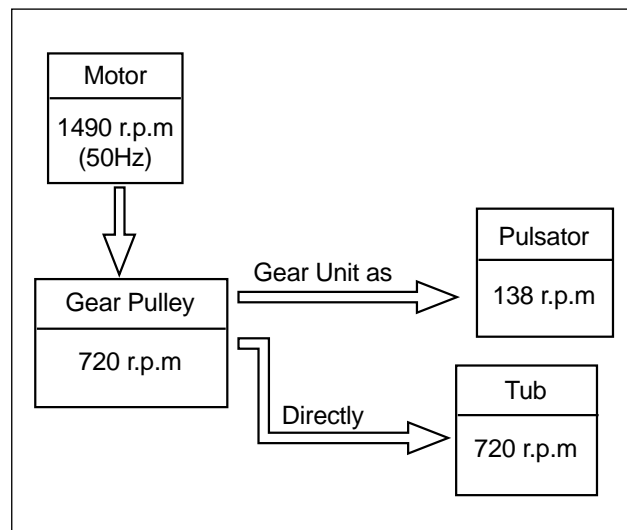 Motor
1490 r.p.m
(50Hz)
Gear Pulley
720 r.p.m
Gear Unit as
Pulsator
138 r.p.m
Directly
Tub
720 r.p.m